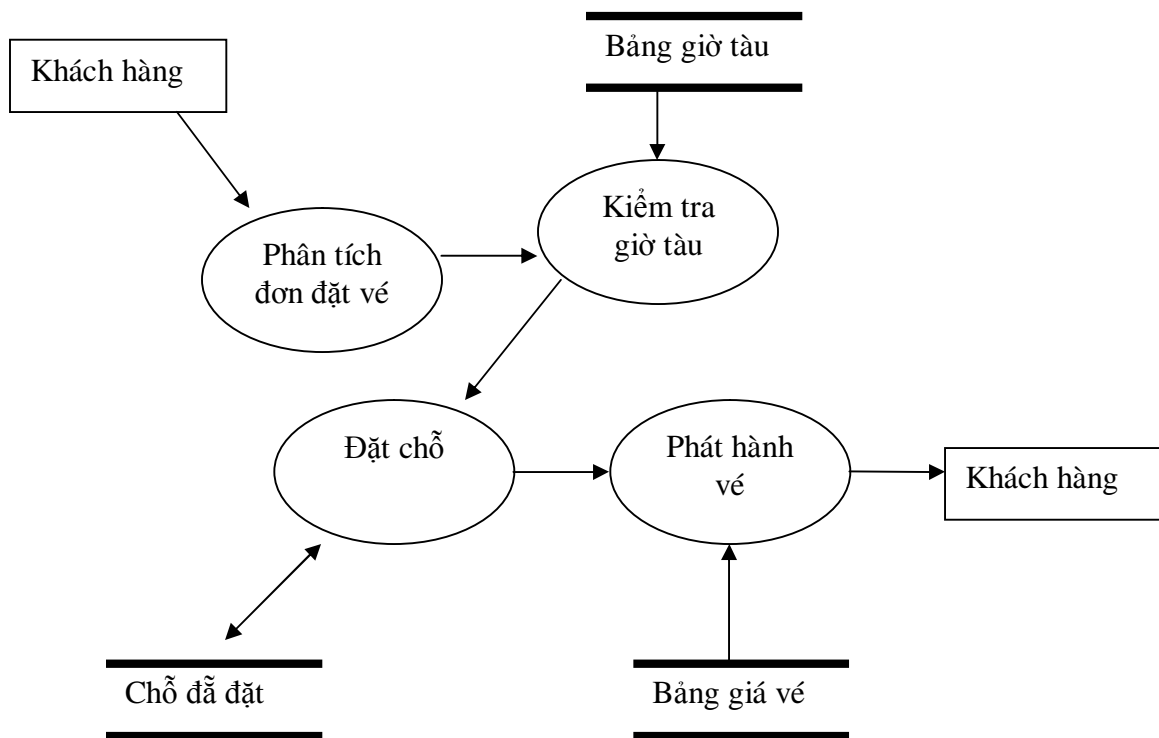 Bảng giờ tàu
Khách hàng
Kiểm tra
giờ tàu
Phân tích
đơn đặt vé
Đặt chỗ
Phát hành
vé
Khách hàng
Chỗ đẵ đặt
Bảng giá vé